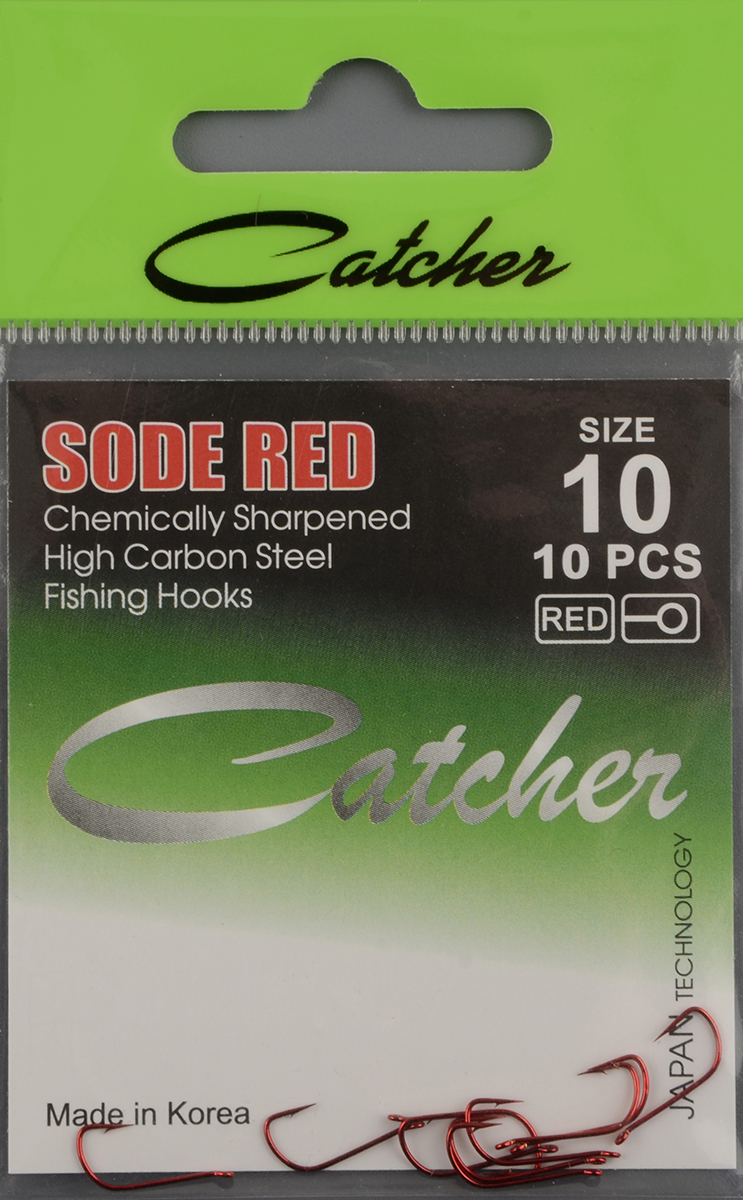 Catcher
SODE RED
Chemically Sharpened
High Carbon Steel
Fishing Hooks
SIZE
10
10 PCS
RED
Catcher
JAPAN TECHNOLOGY
Made in Korea